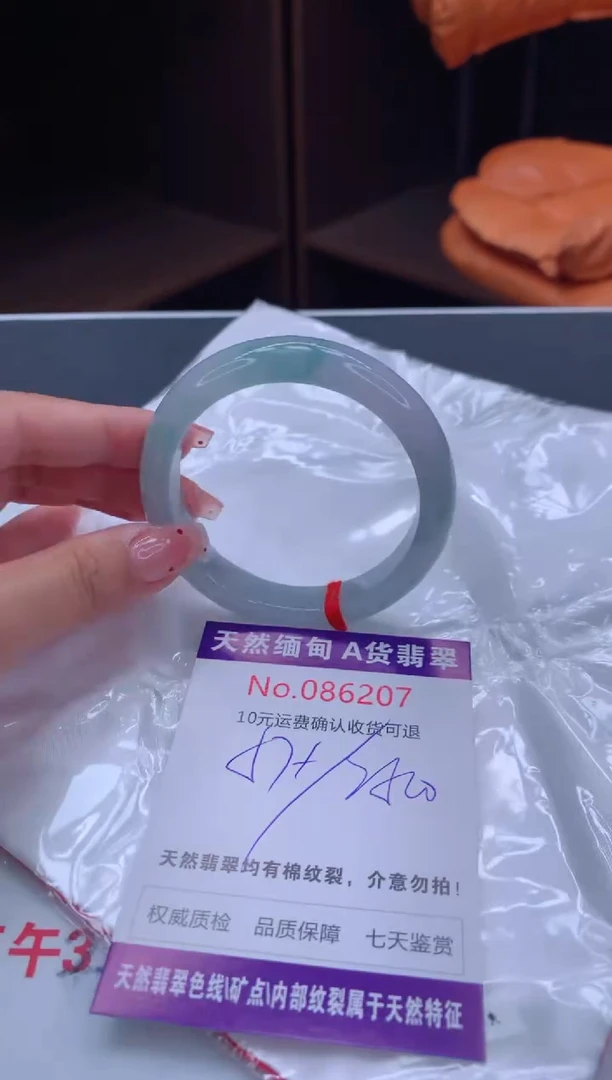 天然缅甸 A货翡翠
No.086207
10元运费确认收货可退
天然翡翠均有棉纹裂，介意勿拍！
权威质检 品质保障 七天鉴赏
天然翡翠色线\矿点\内部纹裂属于天然特征
午3